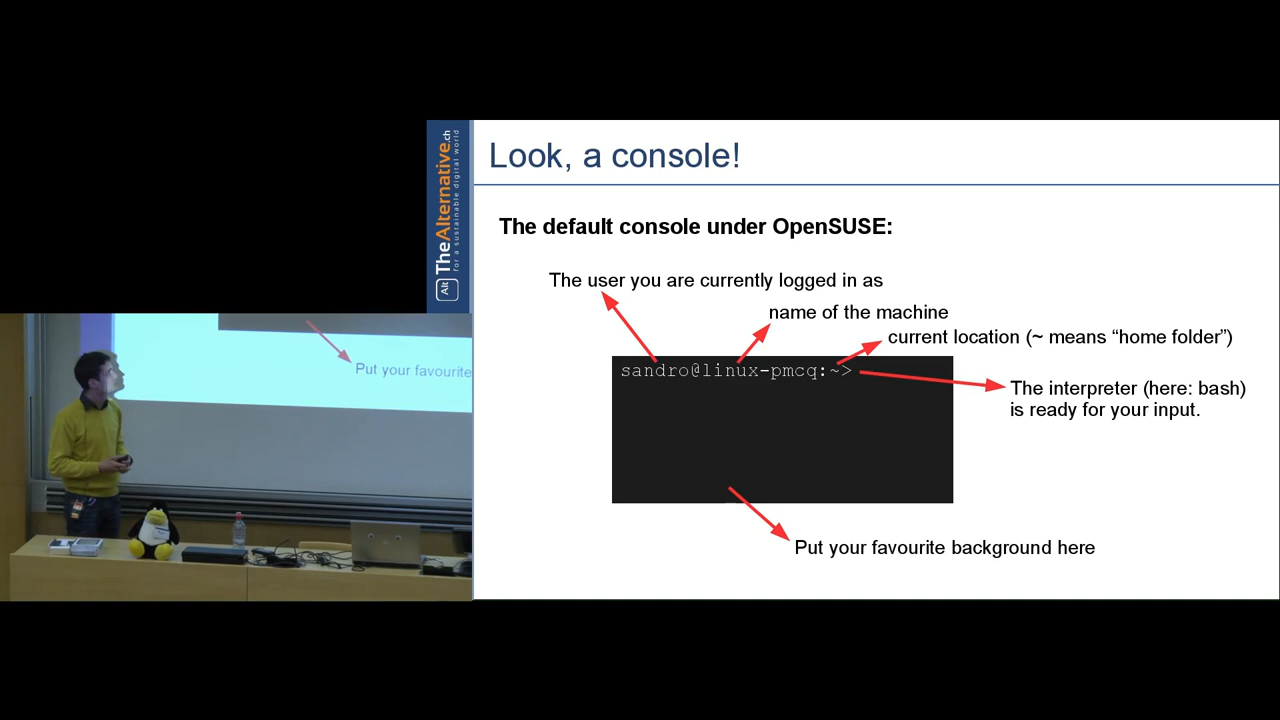 Look, a console!
Alt TheAlternative.ch
for a sustainable digital world
The default console under OpenSUSE:
The user you are currently logged in as
name of the machine
current location (~ means “home folder”)
sandro@linux-pmcq:~>
The interpreter (here: bash)
is ready for your input.
Put your favourite background here
Put your favourite